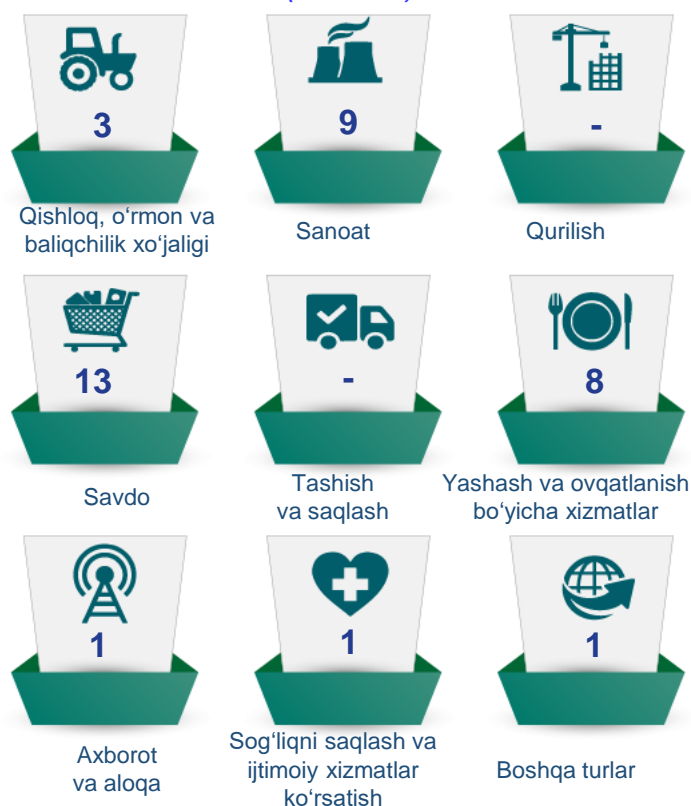 3
9
-
Qishloq, o‘rmon va
baliqchilik xo‘jaligi
Sanoat
Qurilish
13
-
8
Savdo
Tashish
va saqlash
Yashash va ovqatlanish
bo‘yicha xizmatlar
1
1
1
Axborot
va aloqa
Sog‘liqni saqlash va
ijtimoiy xizmatlar
ko‘rsatish
Boshqa turlar